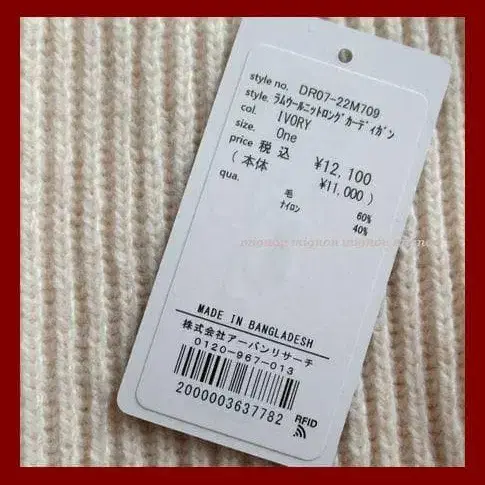 style no. DR07-22M709
style. ﾗﾑｳｰﾙﾆｯﾄﾛﾝｸﾞｶｰﾃﾞｨｶﾞﾝ
col. IVORY
size. One
price 税込 ¥12,100
(本体 ¥11,000)
qua.
毛 60%
ﾅｲﾛﾝ 40%
MADE IN BANGLADESH
株式会社アーバンリサーチ
0120-967-013
2000003637782
RFID